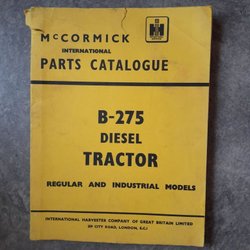 McCORMICK
INTERNATIONAL
PARTS CATALOGUE
B-275
DIESEL
TRACTOR
REGULAR AND INDUSTRIAL MODELS
INTERNATIONAL HARVESTER COMPANY OF GREAT BRITAIN LIMITED
259 CITY ROAD, LONDON, E.C.1